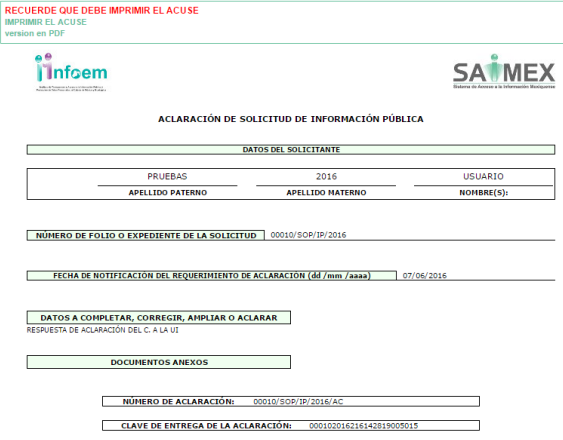 RECUERDE QUE DEBE IMPRIMIR EL ACUSE
IMPRIMIR EL ACUSE
version en PDF
infoem
SAIMEX
Sistema de Acceso a la Información Mexiquense
ACLARACIÓN DE SOLICITUD DE INFORMACIÓN PÚBLICA
DATOS DEL SOLICITANTE
PRUEBAS 2016 USUARIO
APELLIDO PATERNO APELLIDO MATERNO NOMBRE(S):
NÚMERO DE FOLIO O EXPEDIENTE DE LA SOLICITUD 00010/SOP/IP/2016
FECHA DE NOTIFICACIÓN DEL REQUERIMIENTO DE ACLARACIÓN (dd /mm /aaaa) 07/06/2016
DATOS A COMPLETAR, CORREGIR, AMPLIAR O ACLARAR
RESPUESTA DE ACLARACIÓN DEL C. A LA UI
DOCUMENTOS ANEXOS
NÚMERO DE ACLARACIÓN: 00010/SOP/IP/2016/AC
CLAVE DE ENTREGA DE LA ACLARACIÓN: 000102016216142819005015